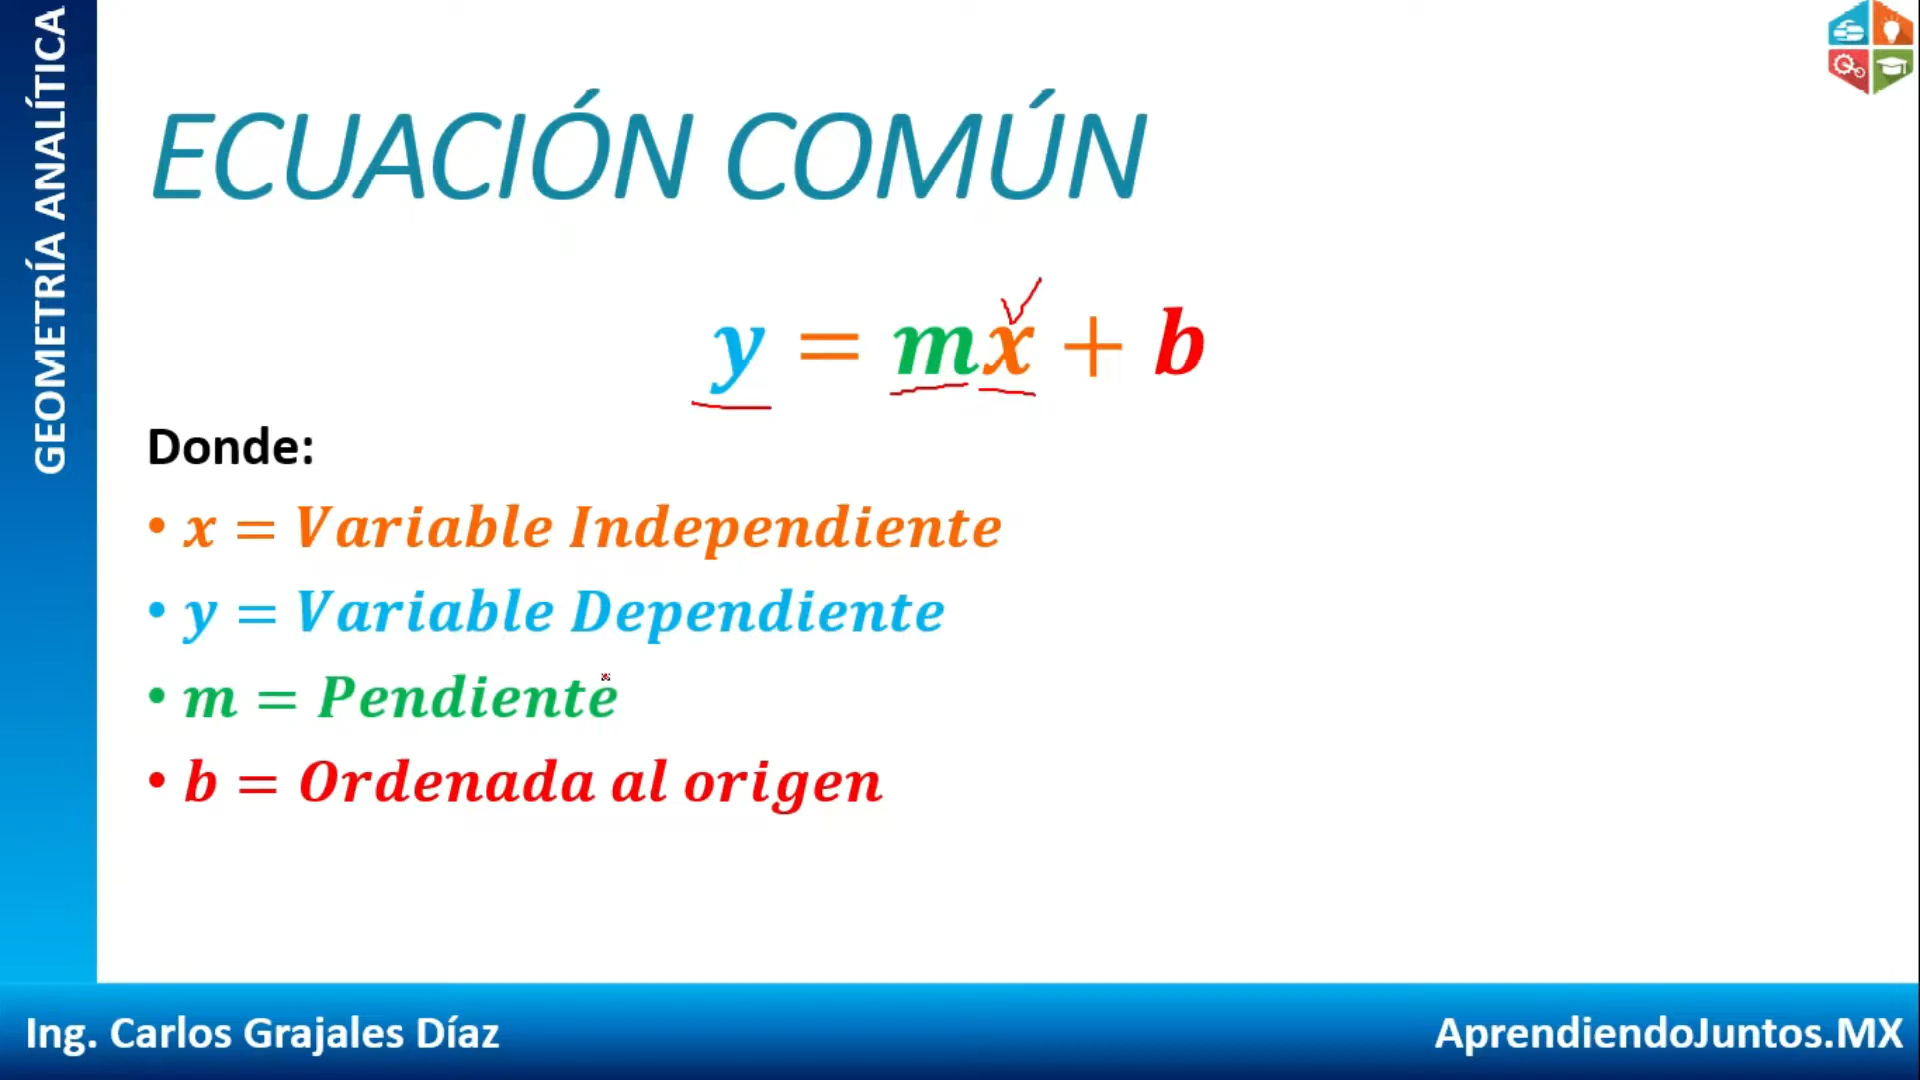 GEOMETRÍA ANALÍTICA
ECUACIÓN COMÚN
y = mx + b
Donde:
• x = Variable Independiente
• y = Variable Dependiente
• m = Pendiente
• b = Ordenada al origen
Ing. Carlos Grajales Díaz
AprendiendoJuntos.MX